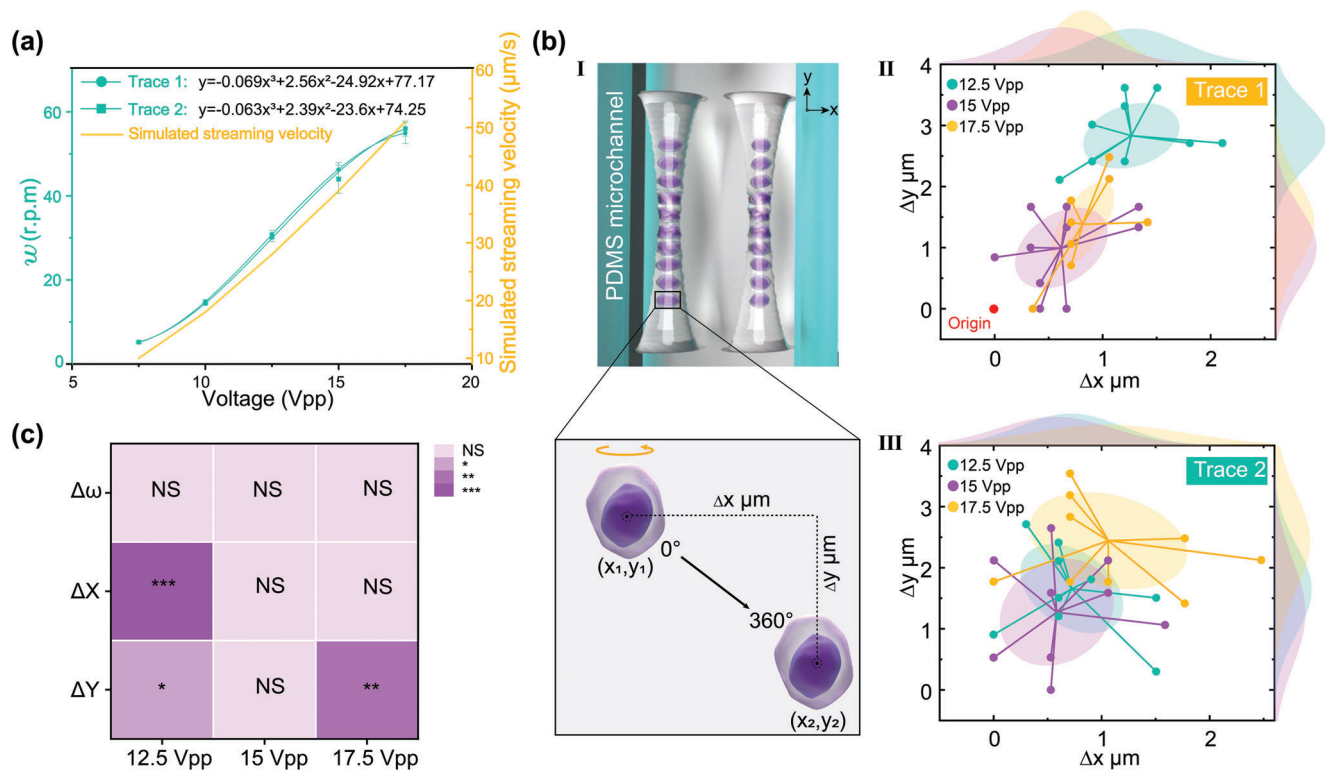 (a)
Trace 1: y=-0.069x³+2.56x²-24.92x+77.17
Trace 2: y=-0.063x³+2.39x²-23.6x+74.25
Simulated streaming velocity
w (r.p.m)
60
40
20
0
Simulated streaming velocity (μm/s)
60
50
40
30
20
10
5
10
15
20
Voltage (Vpp)
(b)
I
PDMS microchannel
y
x
Δx μm
Δy μm
0°
(x₁,y₁)
360°
(x₂,y₂)
II
12.5 Vpp
15 Vpp
17.5 Vpp
Trace 1
Δy μm
4
3
2
1
0
Origin
0
1
2
Δx μm
III
12.5 Vpp
15 Vpp
17.5 Vpp
Trace 2
Δy μm
4
3
2
1
0
0
1
2
Δx μm
(c)
NS
*
**
***
Δω
NS
NS
NS
ΔX
***
NS
NS
ΔY
*
NS
**
12.5 Vpp
15 Vpp
17.5 Vpp